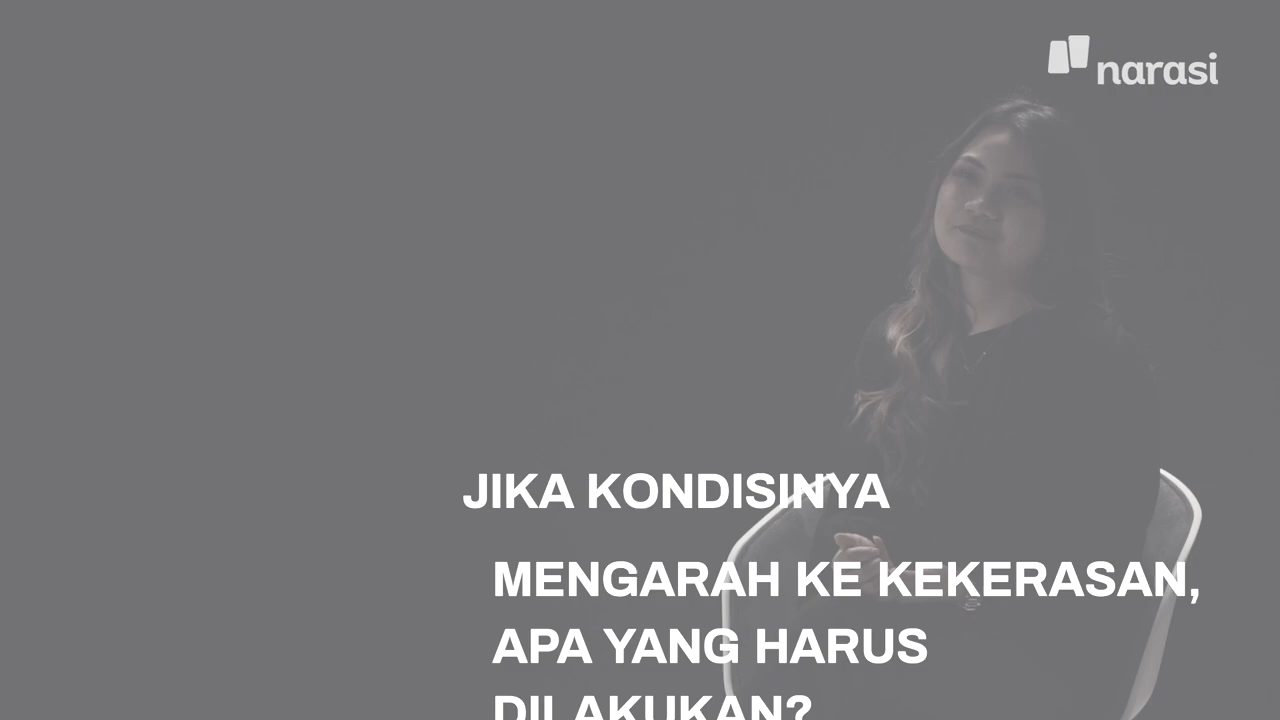 narasi
JIKA KONDISINYA
MENGARAH KE KEKERASAN,
APA YANG HARUS
DILAKUKAN?